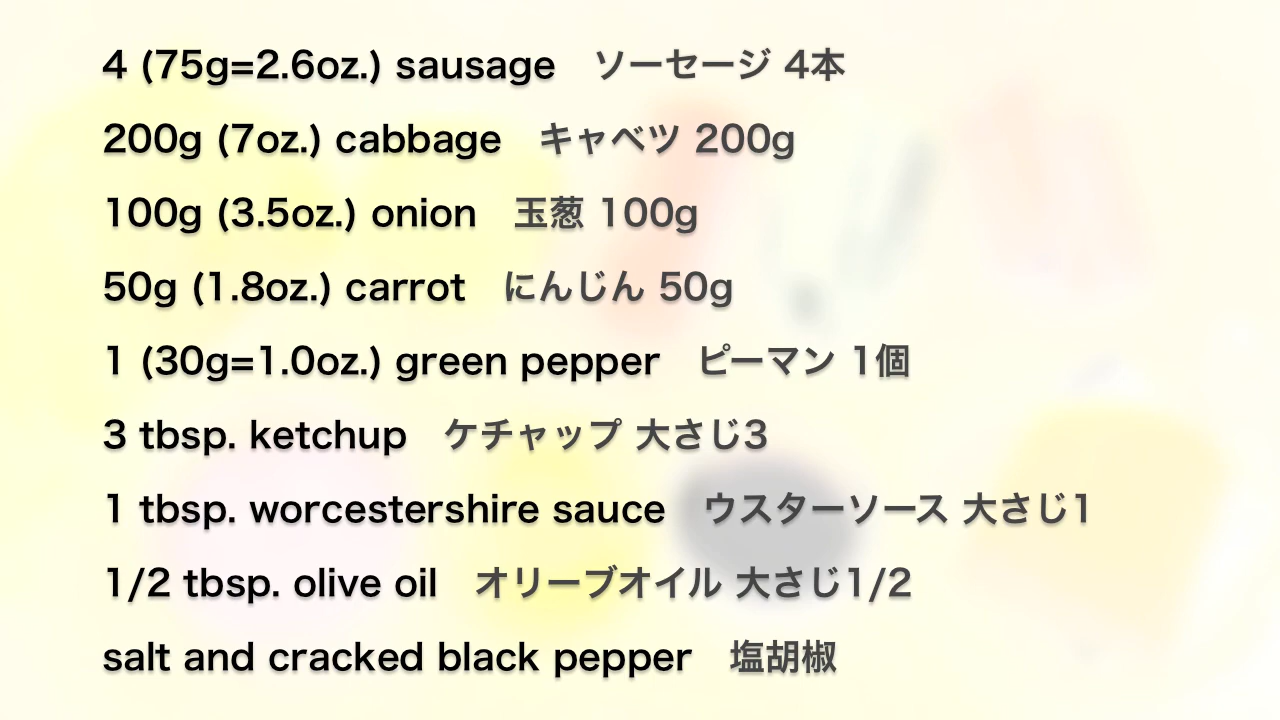 4 (75g=2.6oz.) sausage　ソーセージ 4本
200g (7oz.) cabbage　キャベツ 200g
100g (3.5oz.) onion　玉葱 100g
50g (1.8oz.) carrot　にんじん 50g
1 (30g=1.0oz.) green pepper　ピーマン 1個
3 tbsp. ketchup　ケチャップ 大さじ3
1 tbsp. worcestershire sauce　ウスターソース 大さじ1
1/2 tbsp. olive oil　オリーブオイル 大さじ1/2
salt and cracked black pepper　塩胡椒